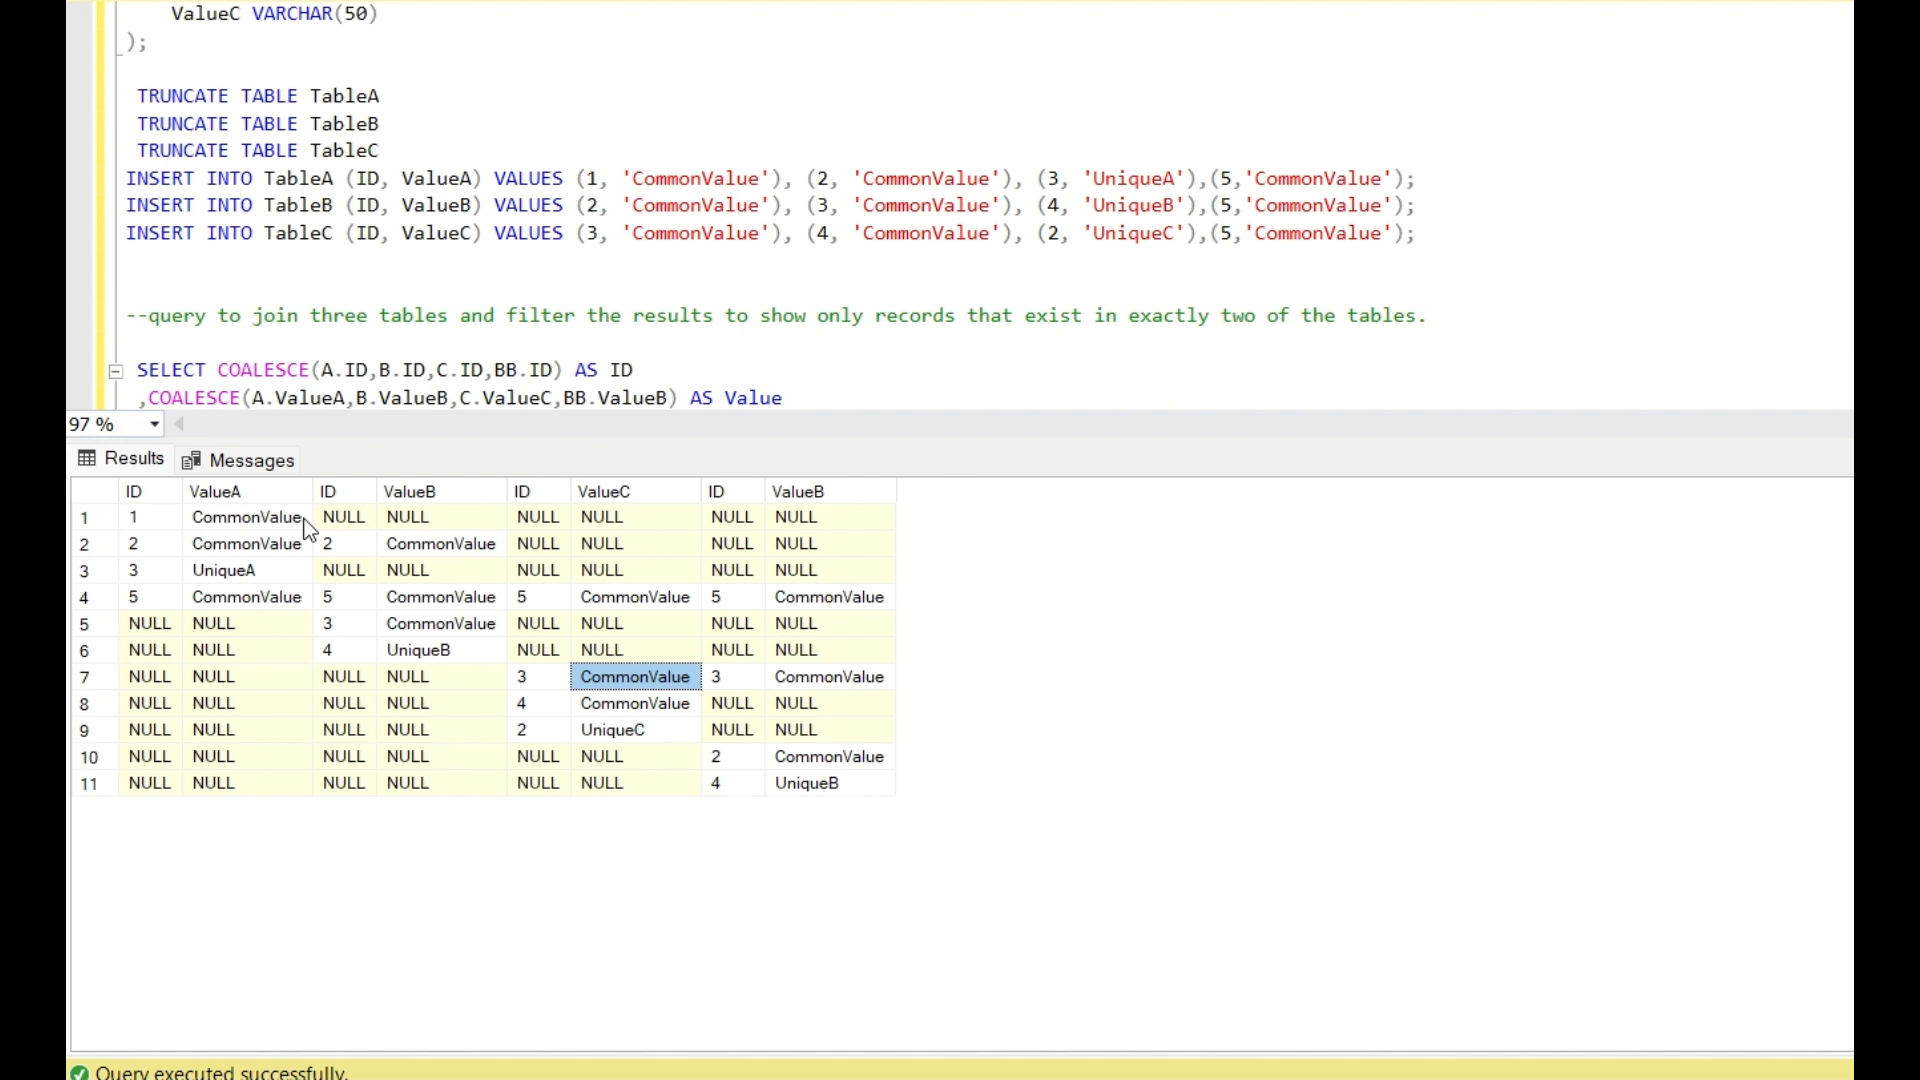 ValueC VARCHAR(50)
);
TRUNCATE TABLE TableA
TRUNCATE TABLE TableB
TRUNCATE TABLE TableC
INSERT INTO TableA (ID, ValueA) VALUES (1, 'CommonValue'), (2, 'CommonValue'), (3, 'UniqueA'),(5,'CommonValue');
INSERT INTO TableB (ID, ValueB) VALUES (2, 'CommonValue'), (3, 'CommonValue'), (4, 'UniqueB'),(5,'CommonValue');
INSERT INTO TableC (ID, ValueC) VALUES (3, 'CommonValue'), (4, 'CommonValue'), (2, 'UniqueC'),(5,'CommonValue');
--query to join three tables and filter the results to show only records that exist in exactly two of the tables.
SELECT COALESCE(A.ID,B.ID,C.ID,BB.ID) AS ID
,COALESCE(A.ValueA,B.ValueB,C.ValueC,BB.ValueB) AS Value
97 %
Results Messages
ID ValueA ID ValueB ID ValueC ID ValueB
1 1 CommonValue NULL NULL NULL NULL NULL NULL
2 2 CommonValue 2 CommonValue NULL NULL NULL NULL
3 3 UniqueA NULL NULL NULL NULL NULL NULL
4 5 CommonValue 5 CommonValue 5 CommonValue 5 CommonValue
5 NULL NULL 3 CommonValue NULL NULL NULL NULL
6 NULL NULL 4 UniqueB NULL NULL NULL NULL
7 NULL NULL NULL NULL 3 CommonValue 3 CommonValue
8 NULL NULL NULL NULL 4 CommonValue NULL NULL
9 NULL NULL NULL NULL 2 UniqueC NULL NULL
10 NULL NULL NULL NULL NULL NULL 2 CommonValue
11 NULL NULL NULL NULL NULL NULL 4 UniqueB
Query executed successfully.